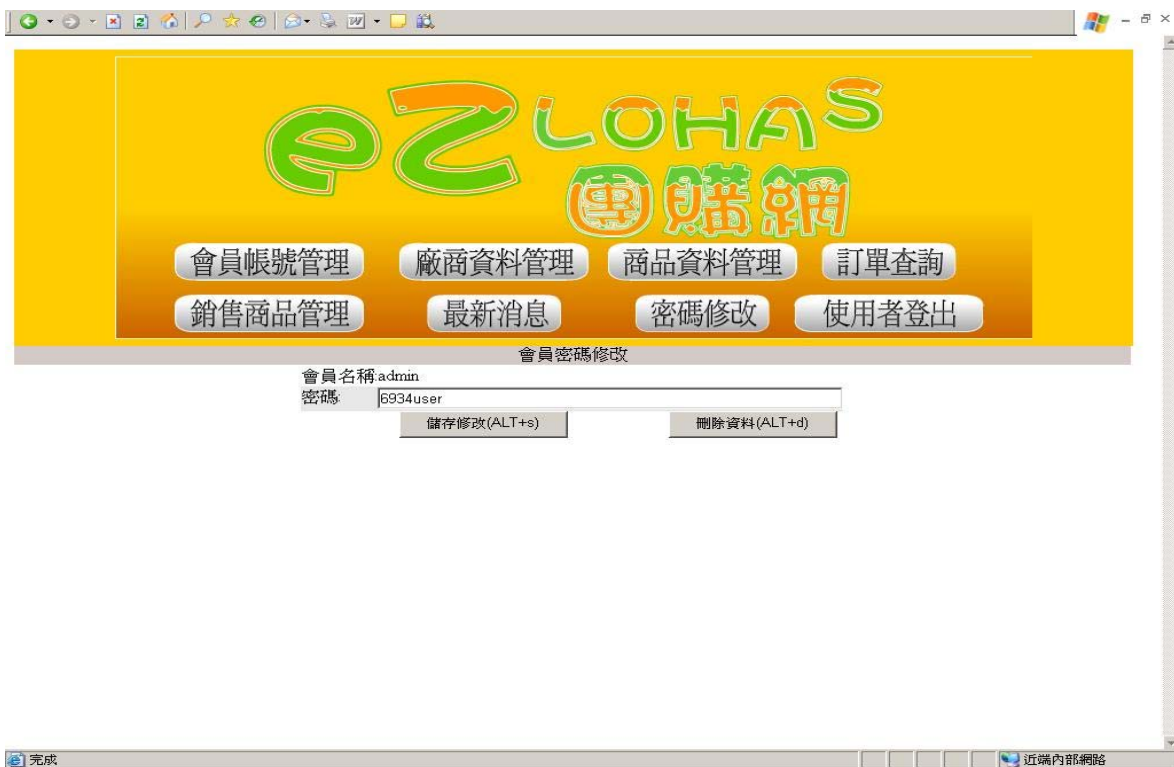 eZ LOHAS
團購網
會員帳號管理 廠商資料管理 商品資料管理 訂單查詢
銷售商品管理 最新消息 密碼修改 使用者登出
會員密碼修改
會員名稱:admin
密碼: 6934user
儲存修改(ALT+s) 刪除資料(ALT+d)
完成 近端內部網路